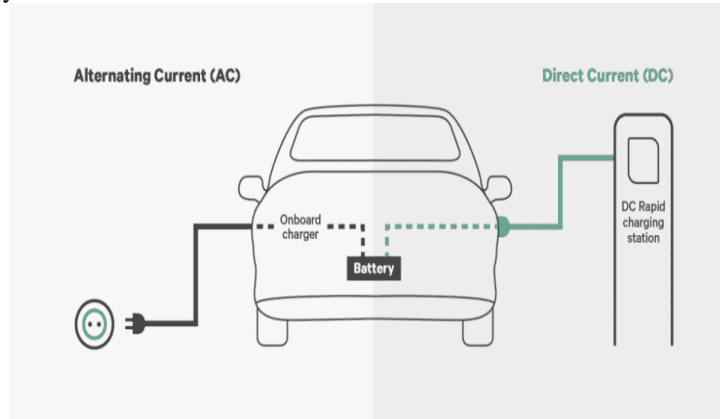 Alternating Current (AC)
Direct Current (DC)
Onboard
charger
Battery
DC Rapid
charging
station